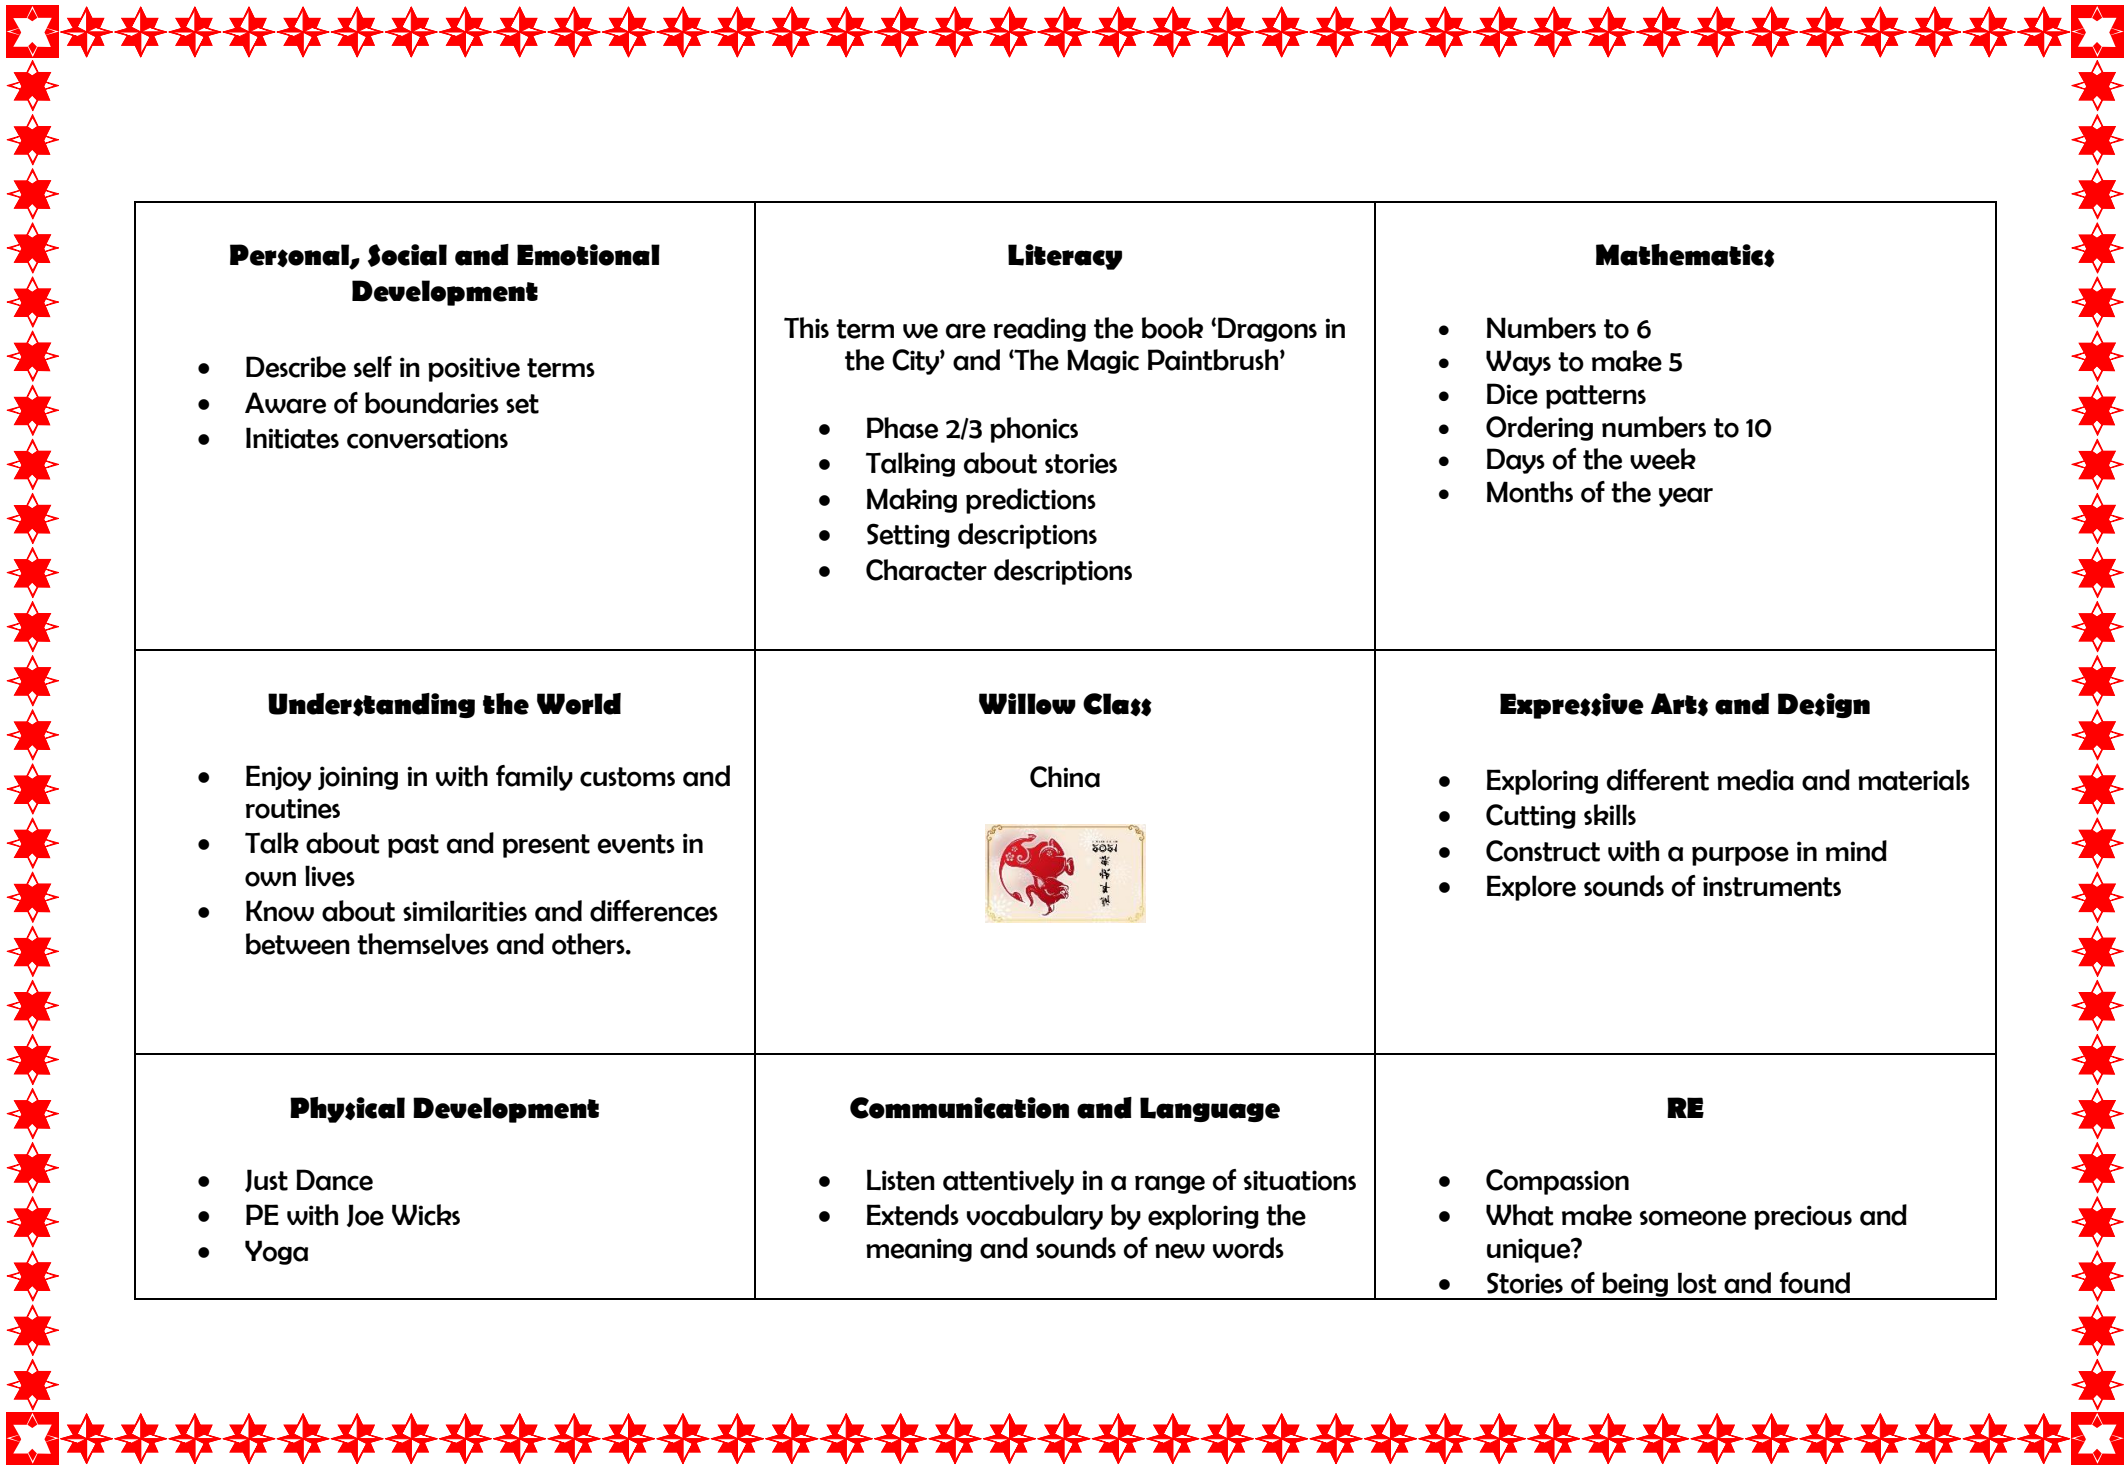 Personal, Social and Emotional
Development
• Describe self in positive terms
• Aware of boundaries set
• Initiates conversations
Literacy
This term we are reading the book ‘Dragons in
the City’ and ‘The Magic Paintbrush’
• Phase 2/3 phonics
• Talking about stories
• Making predictions
• Setting descriptions
• Character descriptions
Mathematics
• Numbers to 6
• Ways to make 5
• Dice patterns
• Ordering numbers to 10
• Days of the week
• Months of the year
Understanding the World
• Enjoy joining in with family customs and
routines
• Talk about past and present events in
own lives
• Know about similarities and differences
between themselves and others.
Willow Class
China
2021
Expressive Arts and Design
• Exploring different media and materials
• Cutting skills
• Construct with a purpose in mind
• Explore sounds of instruments
Physical Development
• Just Dance
• PE with Joe Wicks
• Yoga
Communication and Language
• Listen attentively in a range of situations
• Extends vocabulary by exploring the
meaning and sounds of new words
RE
• Compassion
• What make someone precious and
unique?
• Stories of being lost and found